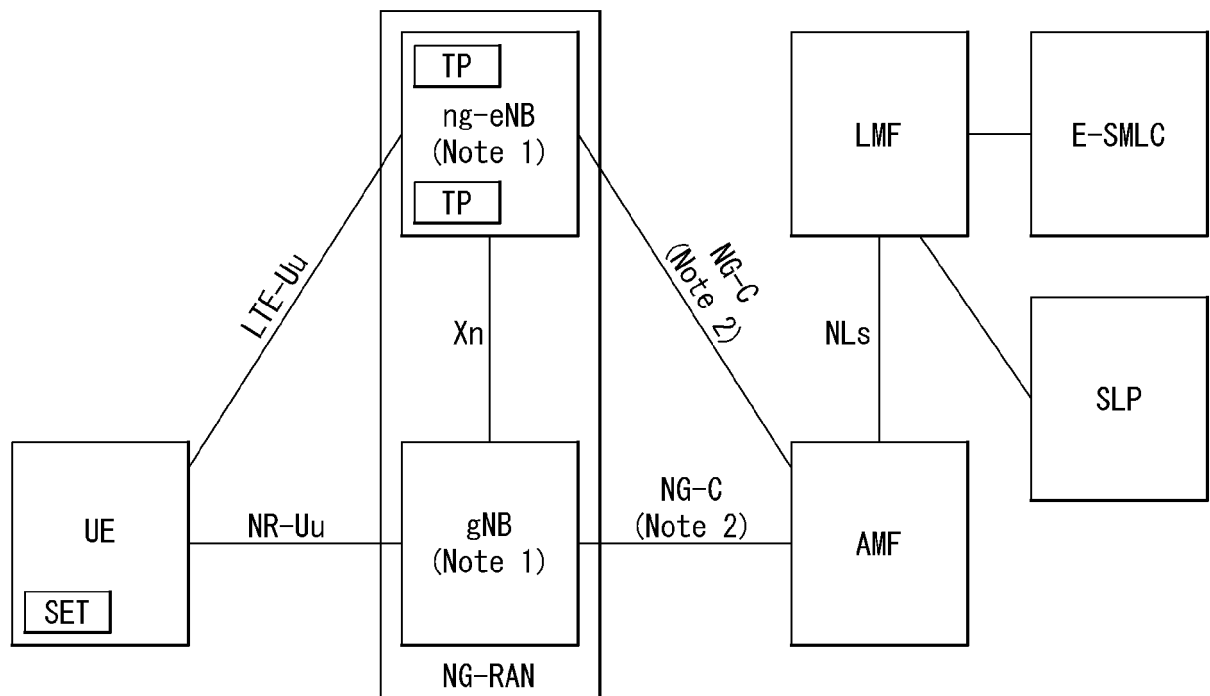 TP
ng-eNB
(Note 1)
TP
LMF
E-SMLC
LTE-Uu
Xn
NG-C
(Note 2)
NLs
SLP
UE
SET
NR-Uu
gNB
(Note 1)
NG-C
(Note 2)
AMF
NG-RAN